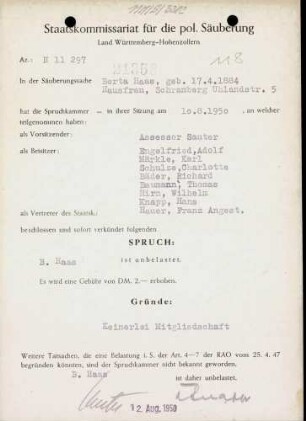 Staatskommissariat für die pol. Säuberung
Land Württemberg-Hohenzollern
Az.: N 11 297
118
In der Säuberungssache Berta Haas, geb. 17.4.1884
Hausfrau, Schramberg Uhlandstr. 5
hat die Spruchkammer – in ihrer Sitzung am 10.8.1950, an welcher
teilgenommen haben:
als Vorsitzender: Assessor Sauter
als Beisitzer: Engelfried,Adolf
Märkle, Karl
Schulze,Charlotte
Bäder, Richard
Baumann, Thomas
Hirn, Wilhelm
Knapp, Hans
als Vertreter des Staatsk.: Hauer, Franz Angest.
beschlossen und sofort verkündet folgenden
SPRUCH:
B. Haas ist unbelastet.
Es wird eine Gebühr von DM. 2.— erhoben.
Gründe:
Keinerlei Mitgliedschaft
Weitere Tatsachen, die eine Belastung i. S. der Art. 4–7 der RAO vom 25. 4. 47
begründen könnten, sind der Spruchkammer nicht bekannt geworden.
B. Haas ist daher unbelastet.
12. Aug. 1950